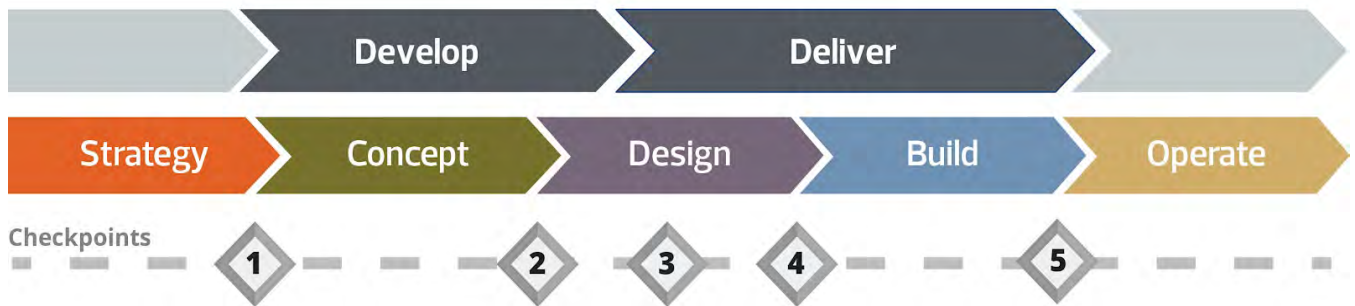 Develop Deliver
Strategy Concept Design Build Operate
Checkpoints
1 2 3 4 5